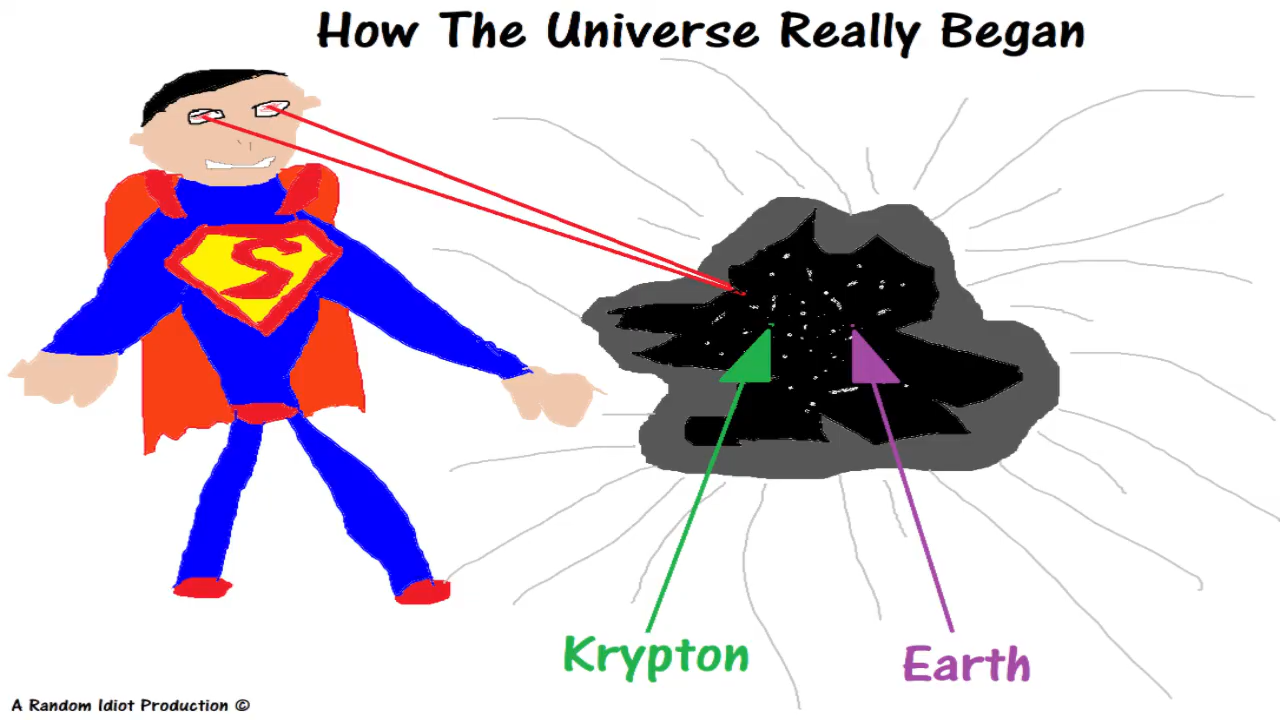 How The Universe Really Began
S
Krypton
Earth
A Random Idiot Production ©